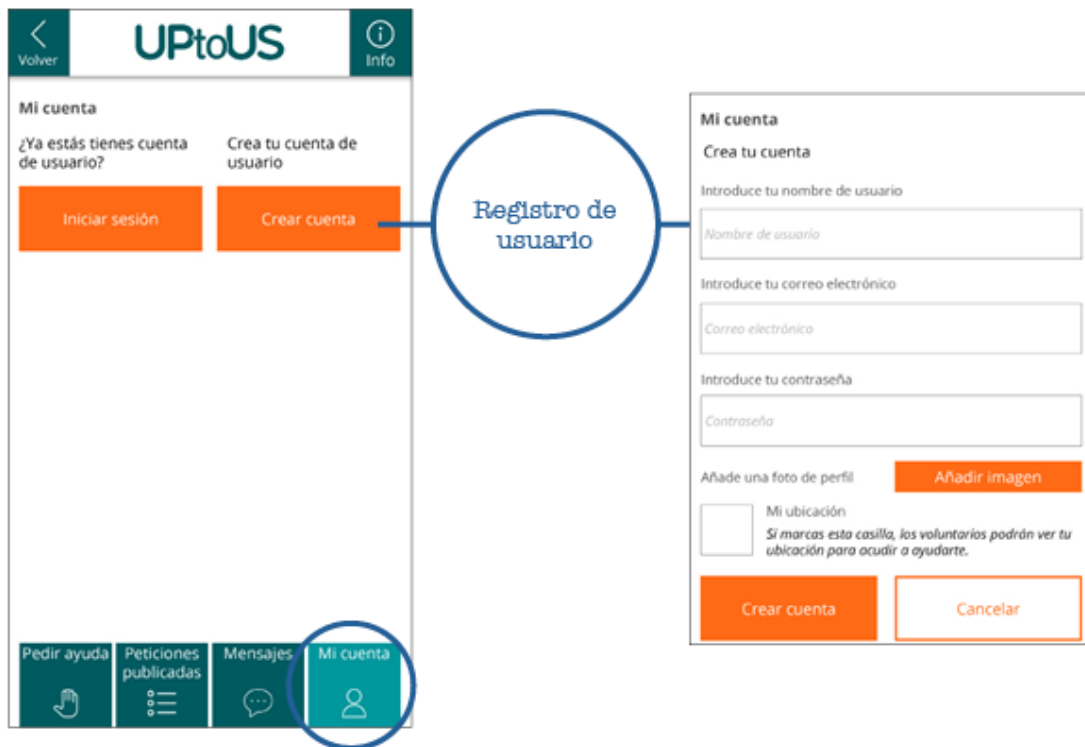 Volver
UPtoUS
Info
Mi cuenta
¿Ya estás tienes cuenta
de usuario?
Crea tu cuenta de
usuario
Iniciar sesión
Crear cuenta
Pedir ayuda
Peticiones
publicadas
Mensajes
Mi cuenta
Registro de
usuario
Mi cuenta
Crea tu cuenta
Introduce tu nombre de usuario
Nombre de usuario
Introduce tu correo electrónico
Correo electrónico
Introduce tu contraseña
Contraseña
Añade una foto de perfil
Añadir imagen
Mi ubicación
Si marcas esta casilla, los voluntarios podrán ver tu
ubicación para acudir a ayudarte.
Crear cuenta
Cancelar